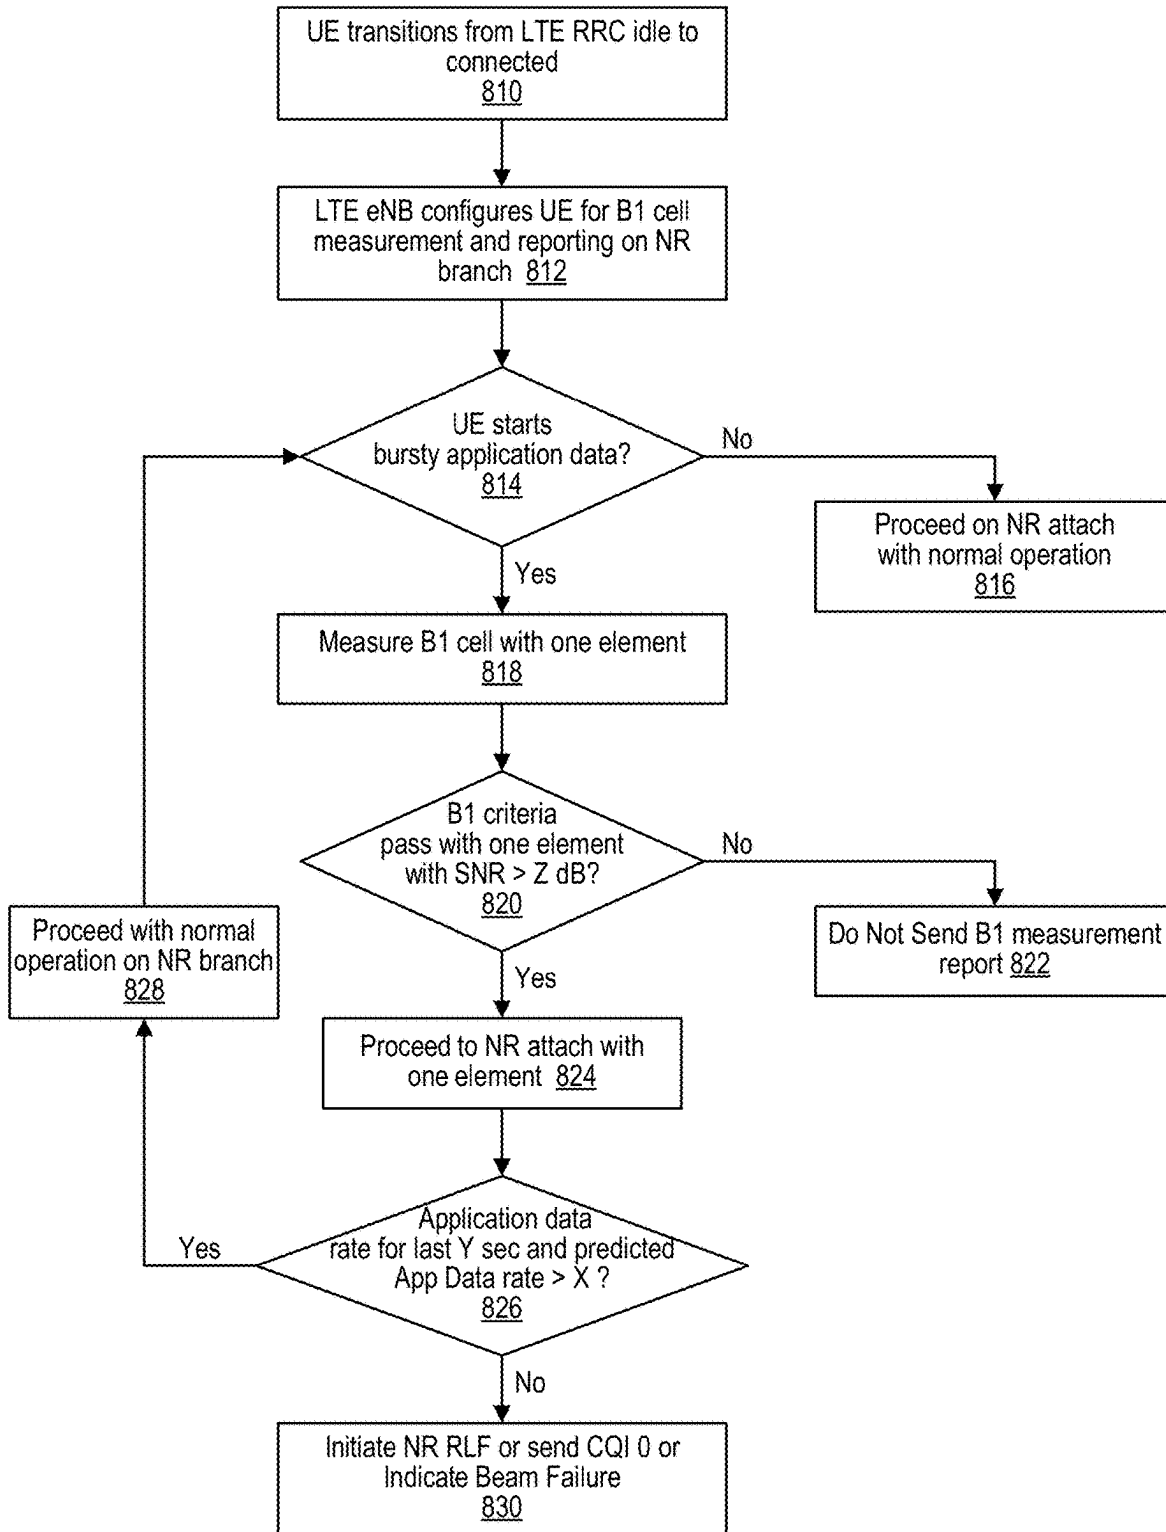 UE transitions from LTE RRC idle to
connected
810
LTE eNB configures UE for B1 cell
measurement and reporting on NR
branch 812
UE starts
bursty application data?
814
No
Proceed on NR attach
with normal operation
816
Yes
Measure B1 cell with one element
818
B1 criteria
pass with one element
with SNR > Z dB?
820
No
Do Not Send B1 measurement
report 822
Proceed with normal
operation on NR branch
828
Yes
Proceed to NR attach with
one element 824
Application data
rate for last Y sec and predicted
App Data rate > X ?
826
Yes
No
Initiate NR RLF or send CQI 0 or
Indicate Beam Failure
830